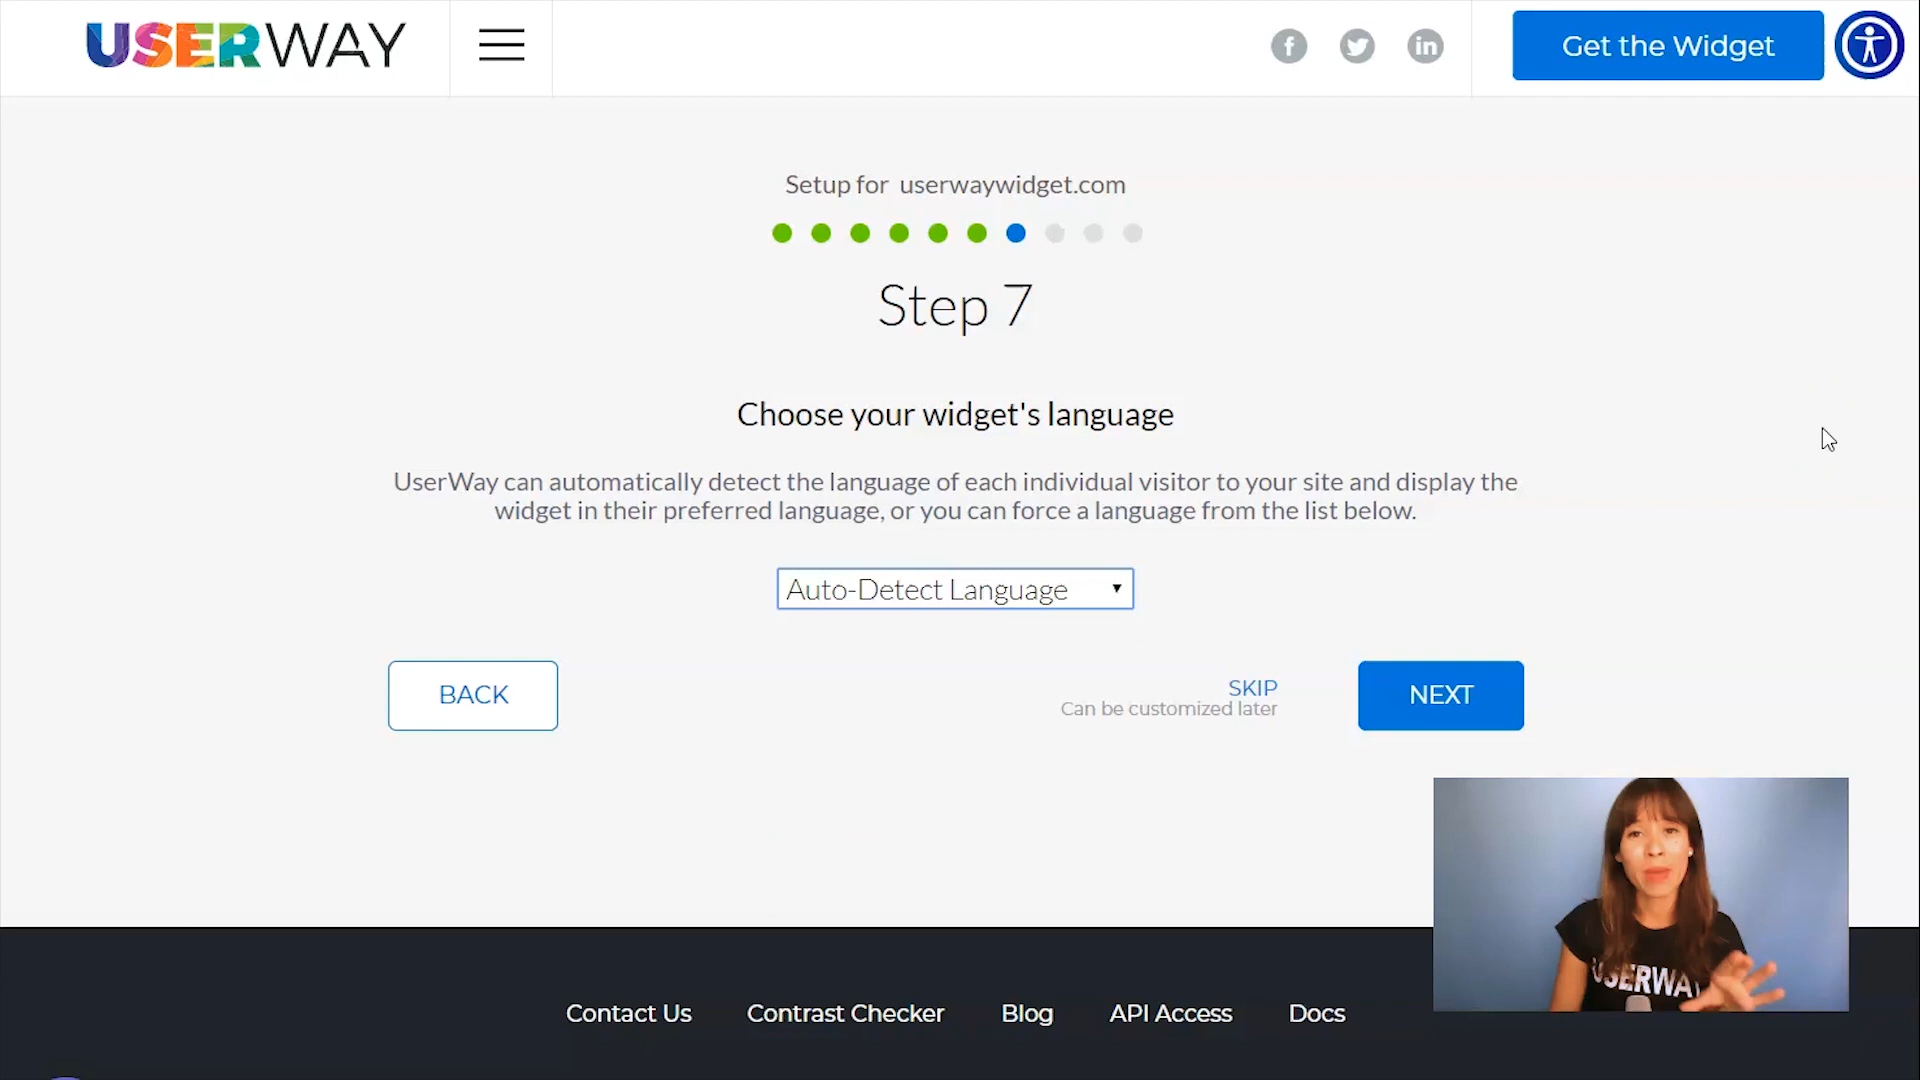 USERWAY
Get the Widget
Setup for userwaywidget.com
Step 7
Choose your widget's language
UserWay can automatically detect the language of each individual visitor to your site and display the
widget in their preferred language, or you can force a language from the list below.
Auto-Detect Language
BACK
SKIP
Can be customized later
NEXT
USERWA
Contact Us
Contrast Checker
Blog
API Access
Docs